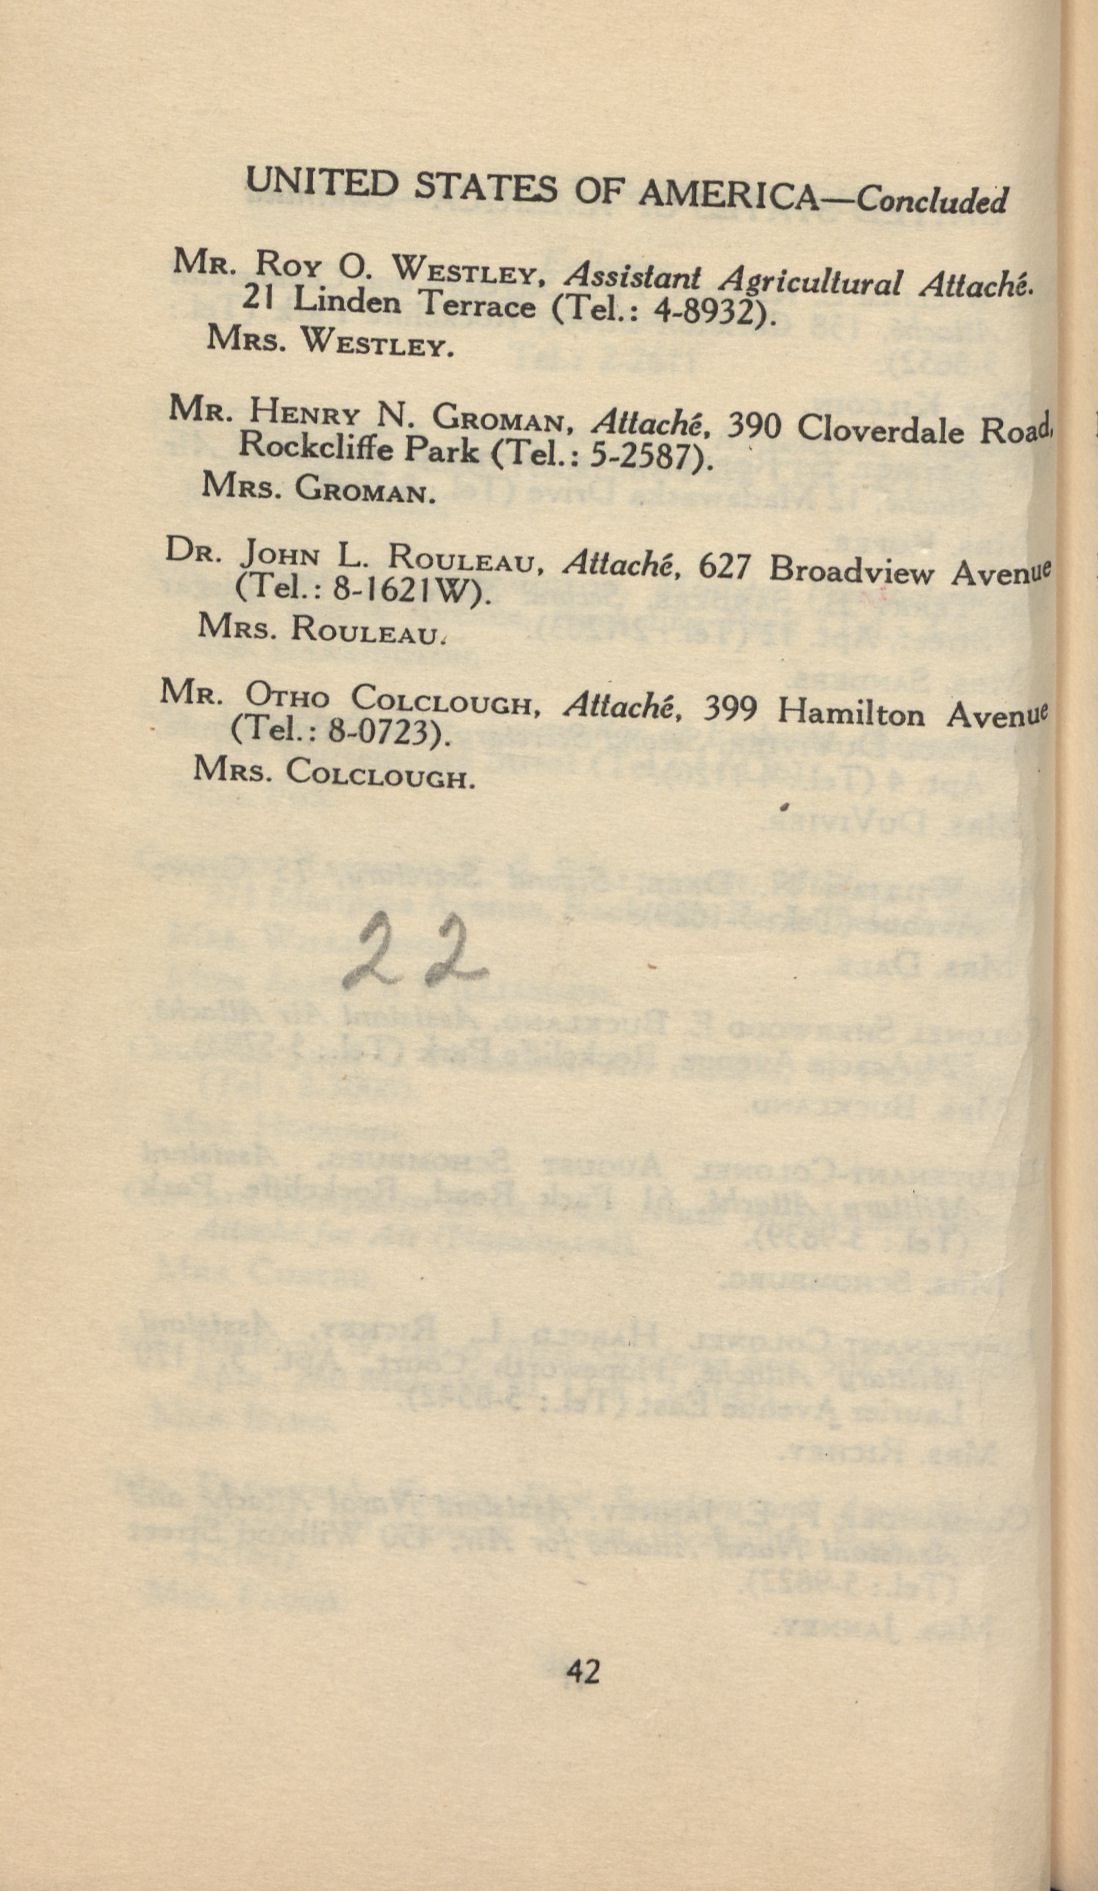 UNITED STATES OF AMERICA—Concluded
MR. ROY O. WESTLEY, Assistant Agricultural Attaché.
21 Linden Terrace (Tel.: 4-8932).
MRS. WESTLEY.
MR. HENRY N. GROMAN, Attaché, 390 Cloverdale Road,
Rockcliffe Park (Tel.: 5-2587).
MRS. GROMAN.
DR. JOHN L. ROULEAU, Attaché, 627 Broadview Avenue
(Tel.: 8-1621W).
MRS. ROULEAU.
MR. OTHO COLCLOUGH, Attaché, 399 Hamilton Avenue
(Tel.: 8-0723).
MRS. COLCLOUGH.
22
42